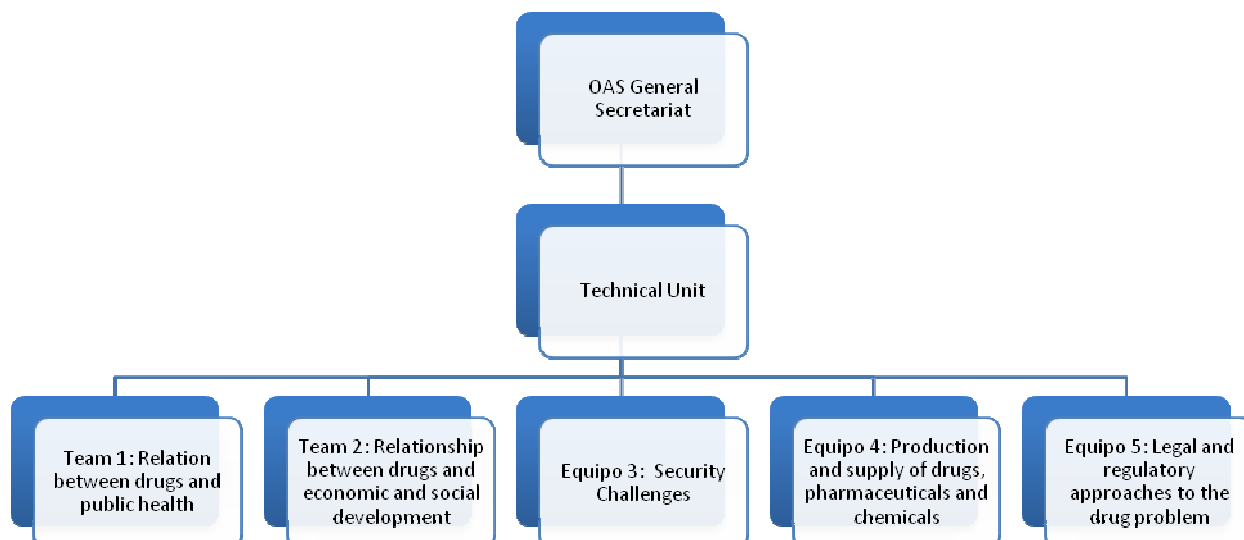 OAS General
Secretariat
Technical Unit
Team 1: Relation
between drugs and
public health
Team 2: Relationship
between drugs and
economic and social
development
Equipo 3:  Security
Challenges
Equipo 4: Production
and supply of drugs,
pharmaceuticals and
chemicals
Equipo 5: Legal and
regulatory
approaches to the
drug problem